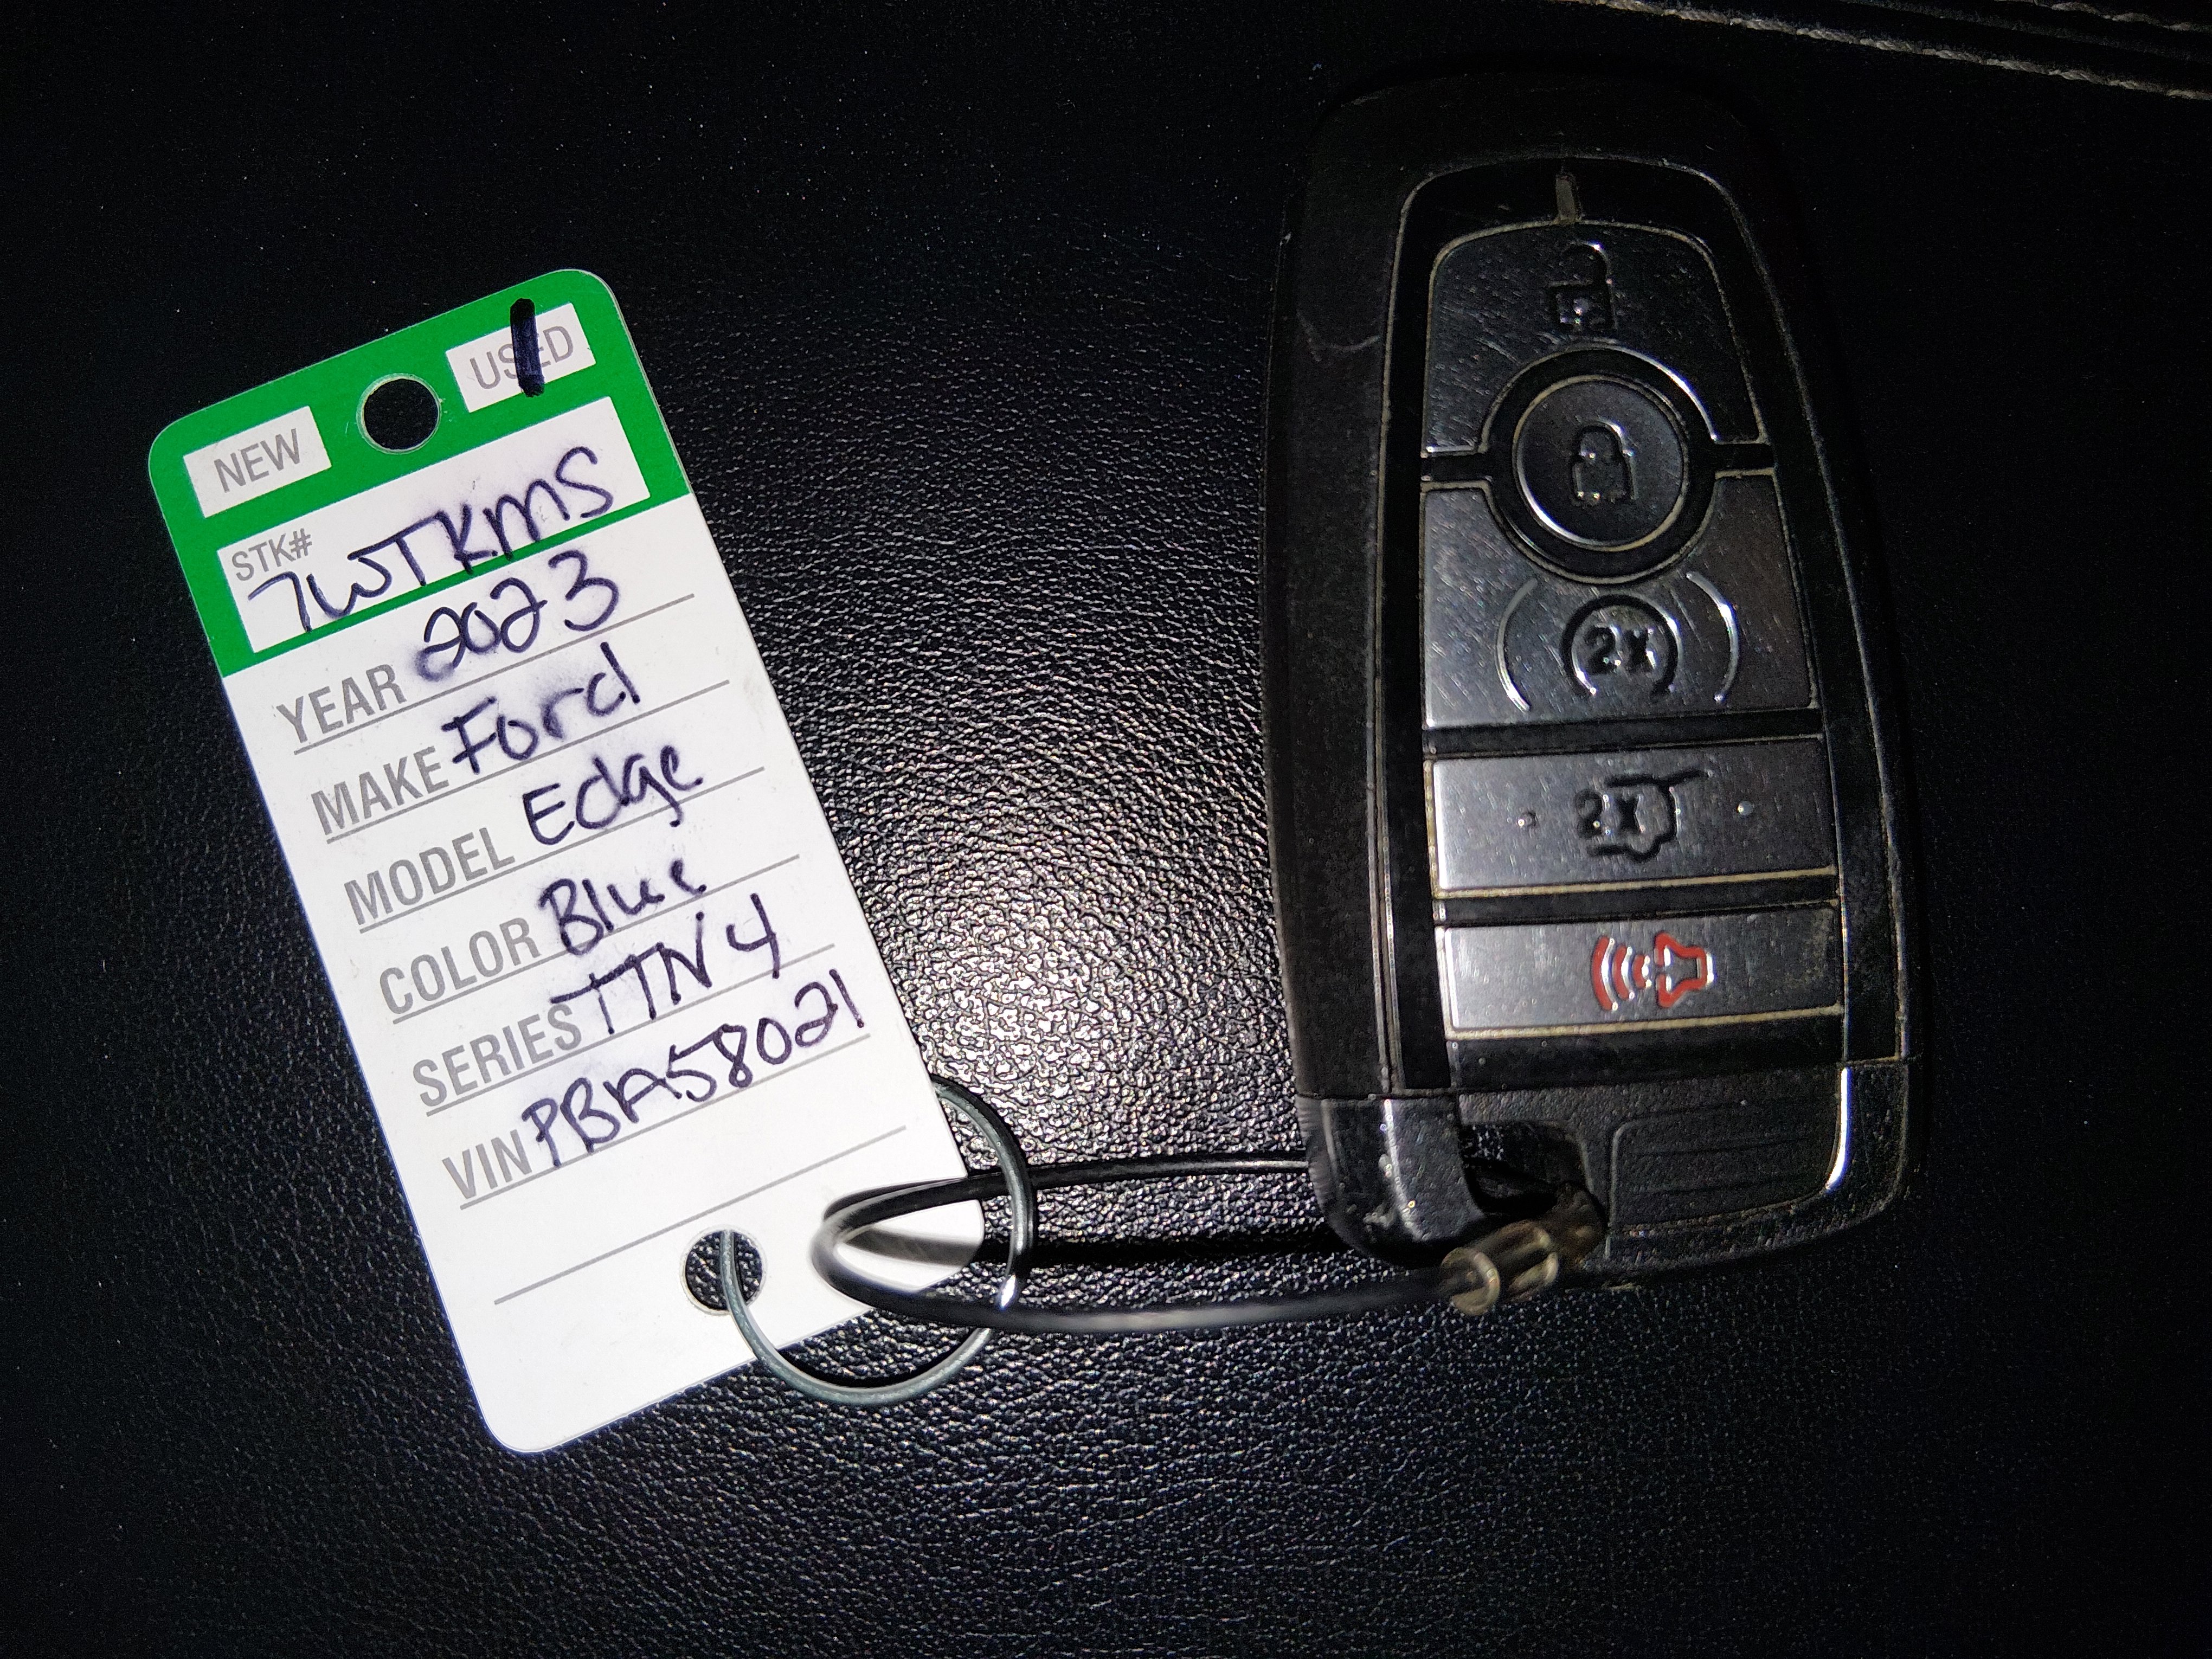 NEW USED
STK#
7WTKMS
YEAR 2023
MAKE Ford
MODEL Edge
COLOR Blue
SERIES TTN4
VIN PBA58021
2X
2X